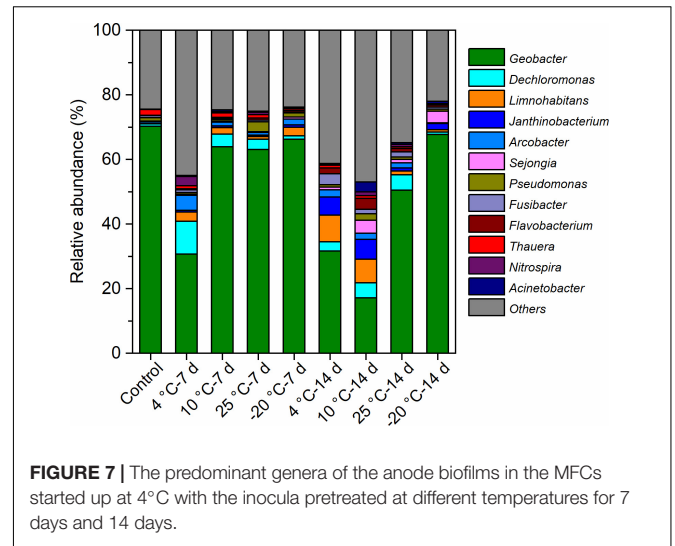 100
80
60
40
20
0
Relative abundance (%)
Control
4 °C-7 d
10 °C-7 d
25 °C-7 d
-20 °C-7 d
4 °C-14 d
10 °C-14 d
25 °C-14 d
-20 °C-14 d
Geobacter
Dechloromonas
Limnohabitans
Janthinobacterium
Arcobacter
Sejongia
Pseudomonas
Fusibacter
Flavobacterium
Thauera
Nitrospira
Acinetobacter
Others
FIGURE 7 | The predominant genera of the anode biofilms in the MFCs
started up at 4°C with the inocula pretreated at different temperatures for 7
days and 14 days.